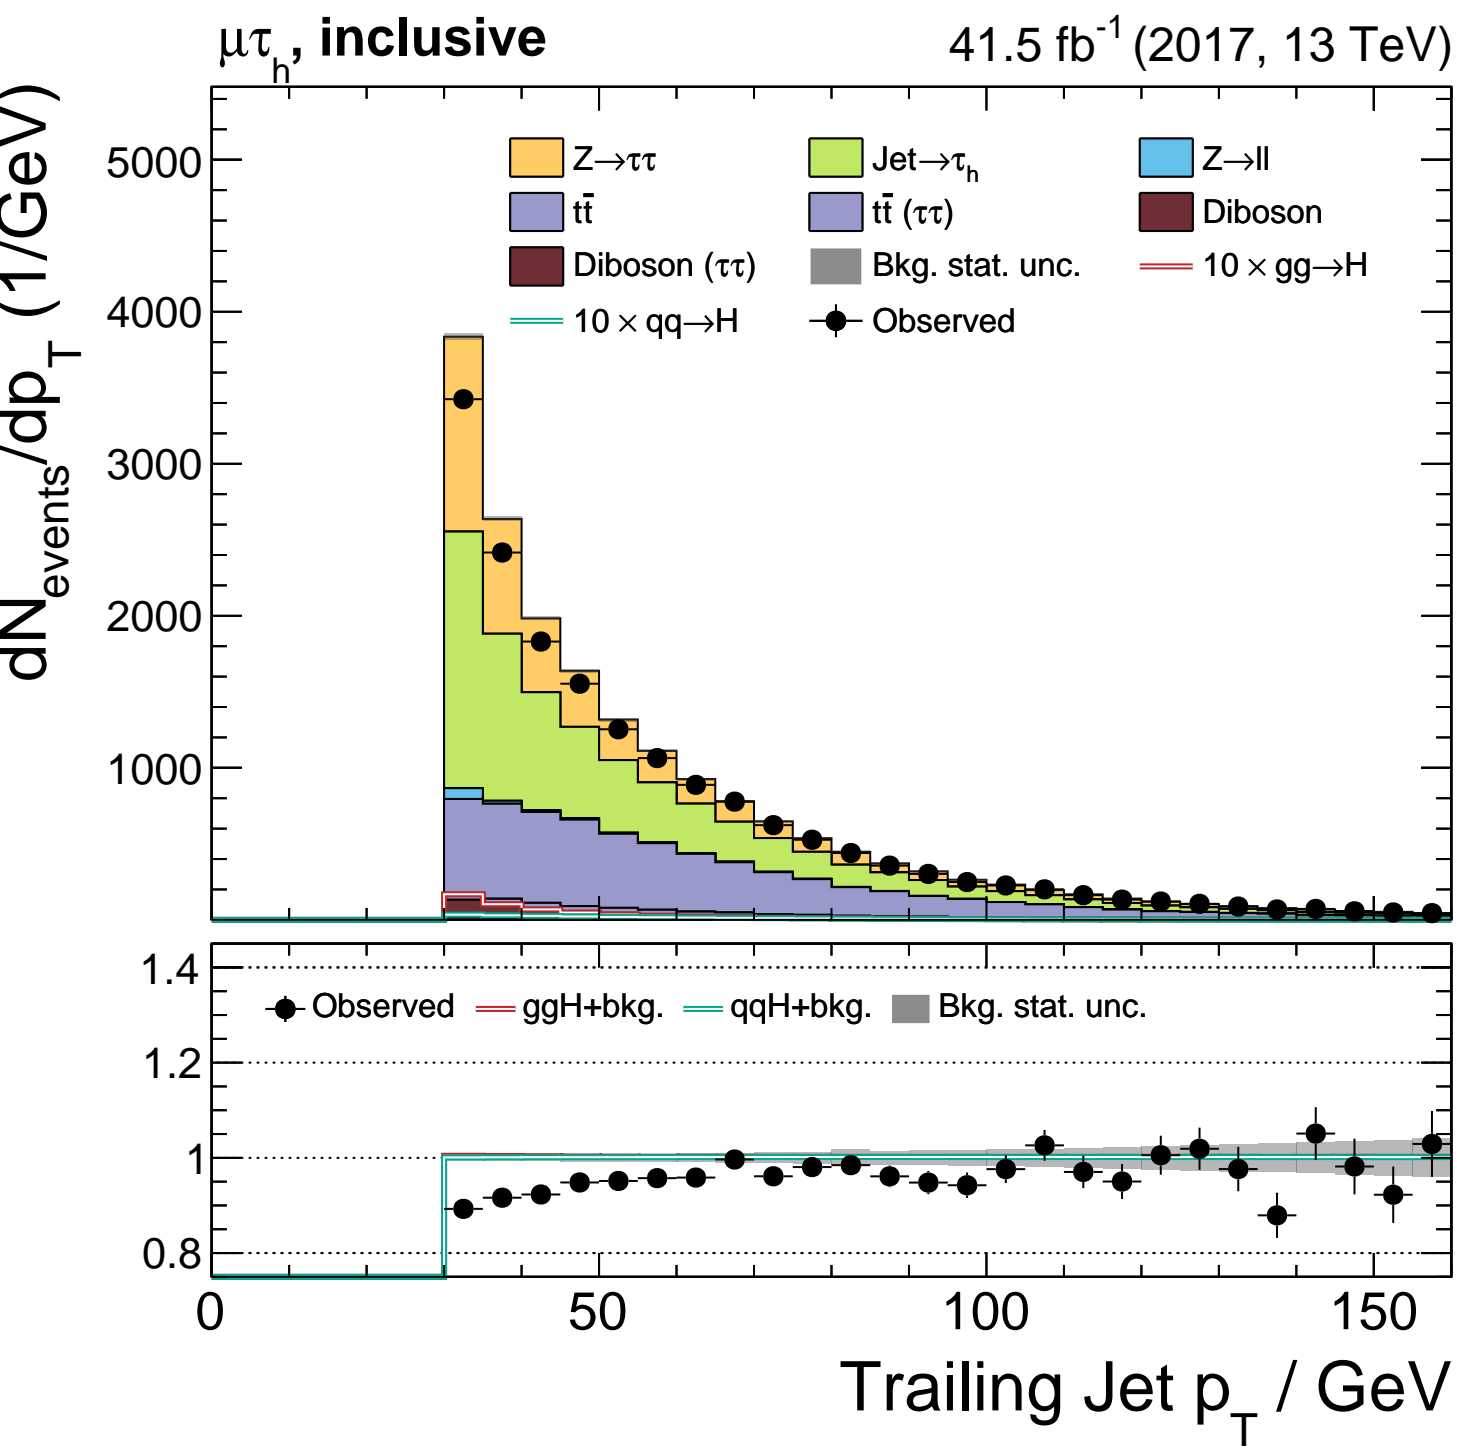 μτh, inclusive
41.5 fb-1 (2017, 13 TeV)
dNevents/dpT (1/GeV)
5000
4000
3000
2000
1000
Z→ττ
Jet→τh
Z→ll
tt̄
tt̄ (ττ)
Diboson
Diboson (ττ)
Bkg. stat. unc.
10 × gg→H
10 × qq→H
Observed
1.4
1.2
1
0.8
Observed
ggH+bkg.
qqH+bkg.
Bkg. stat. unc.
0
50
100
150
Trailing Jet pT / GeV